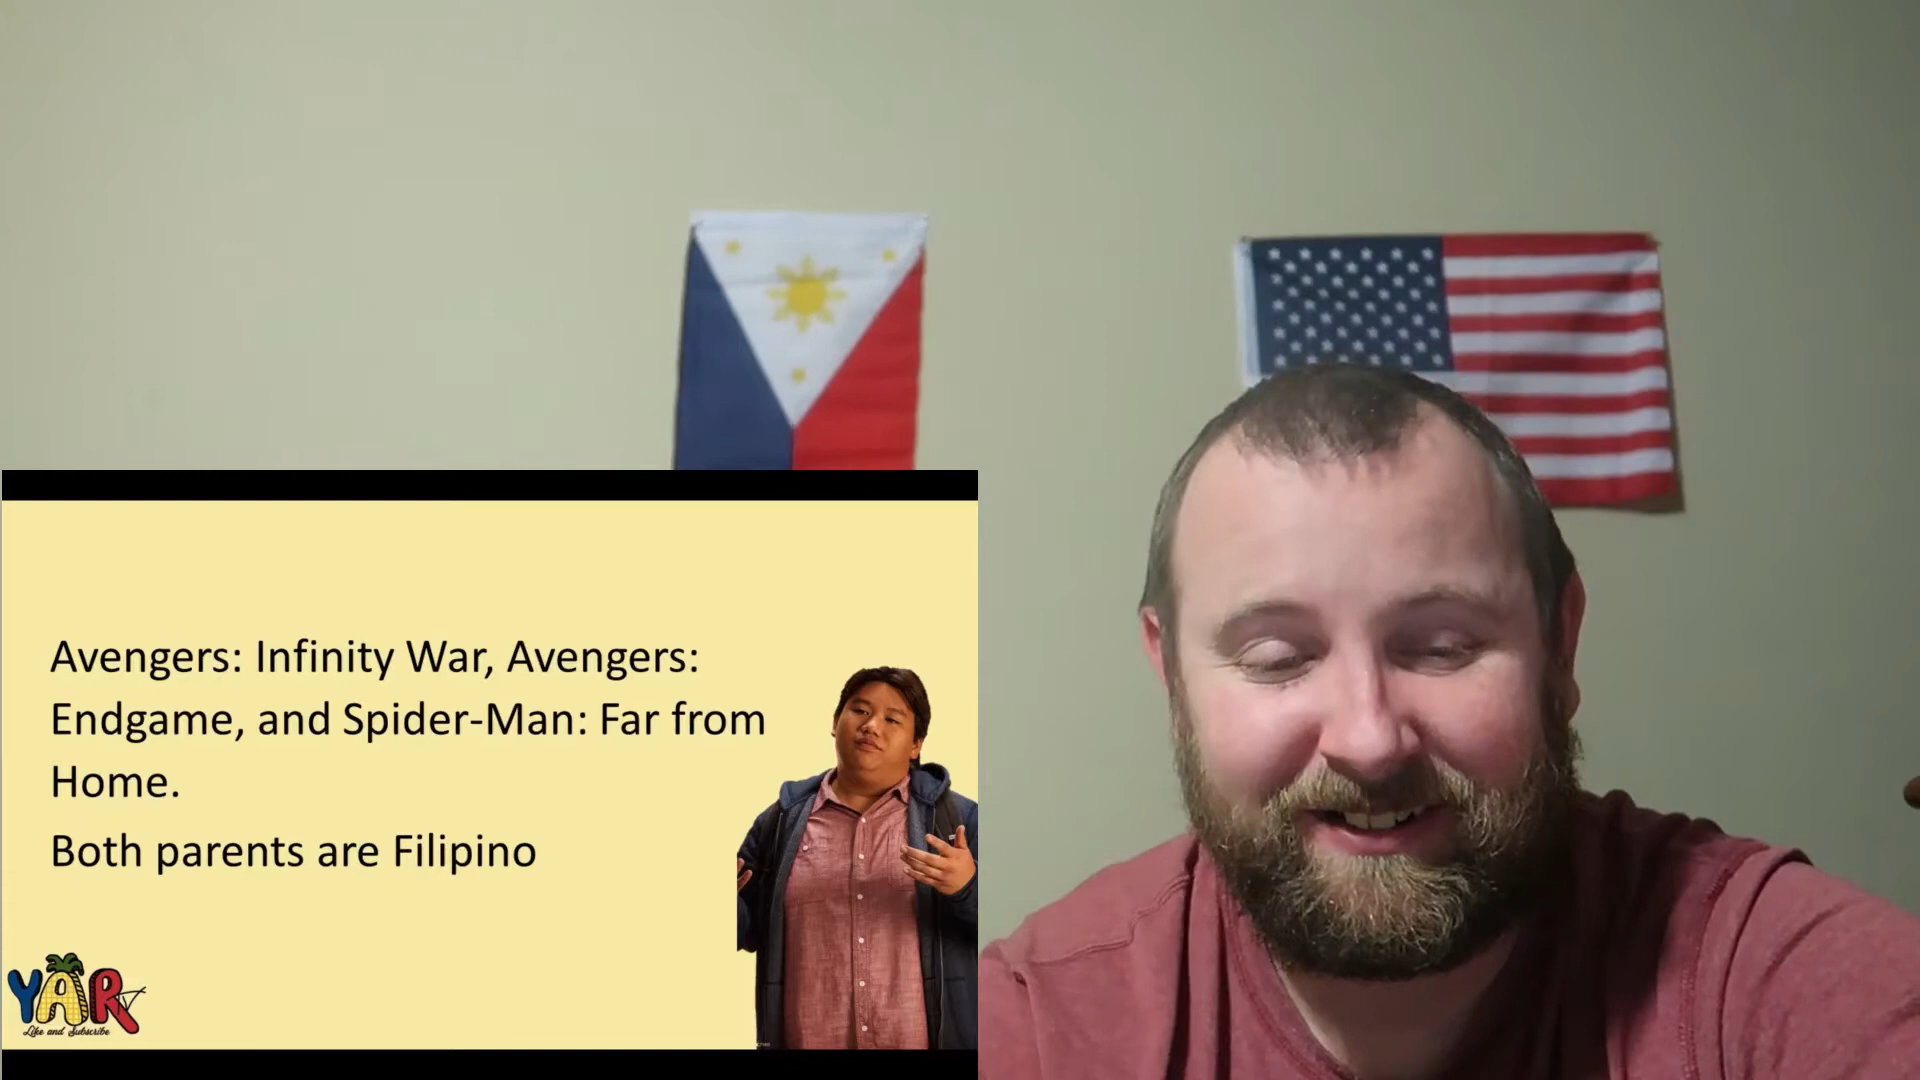 Avengers: Infinity War, Avengers:
Endgame, and Spider-Man: Far from
Home.
Both parents are Filipino
YAR
Like and Subscribe